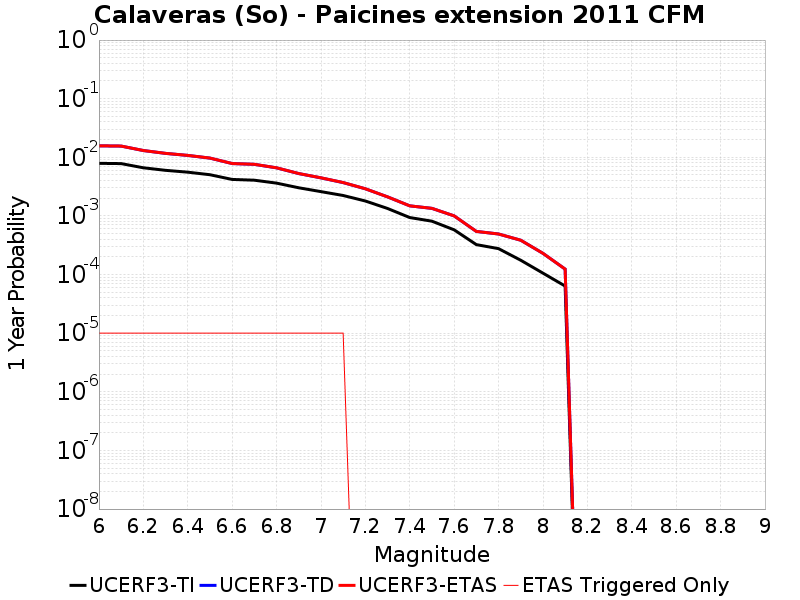 Calaveras (So) - Paicines extension 2011 CFM
10^0
10^-1
10^-2
10^-3
10^-4
10^-5
10^-6
10^-7
10^-8
1 Year Probability
6 6.2 6.4 6.6 6.8 7 7.2 7.4 7.6 7.8 8 8.2 8.4 8.6 8.8 9
Magnitude
UCERF3-TI UCERF3-TD UCERF3-ETAS ETAS Triggered Only